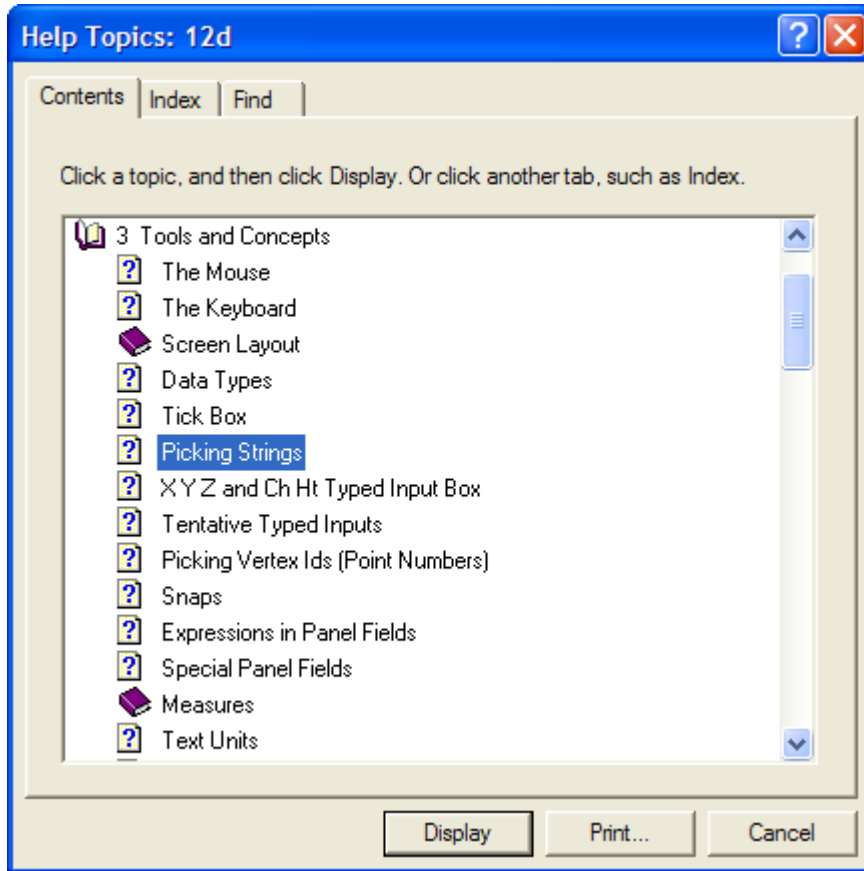 Help Topics: 12d
Contents Index Find
Click a topic, and then click Display. Or click another tab, such as Index.
3 Tools and Concepts
The Mouse
The Keyboard
Screen Layout
Data Types
Tick Box
Picking Strings
X Y Z and Ch Ht Typed Input Box
Tentative Typed Inputs
Picking Vertex Ids (Point Numbers)
Snaps
Expressions in Panel Fields
Special Panel Fields
Measures
Text Units
Display Print... Cancel